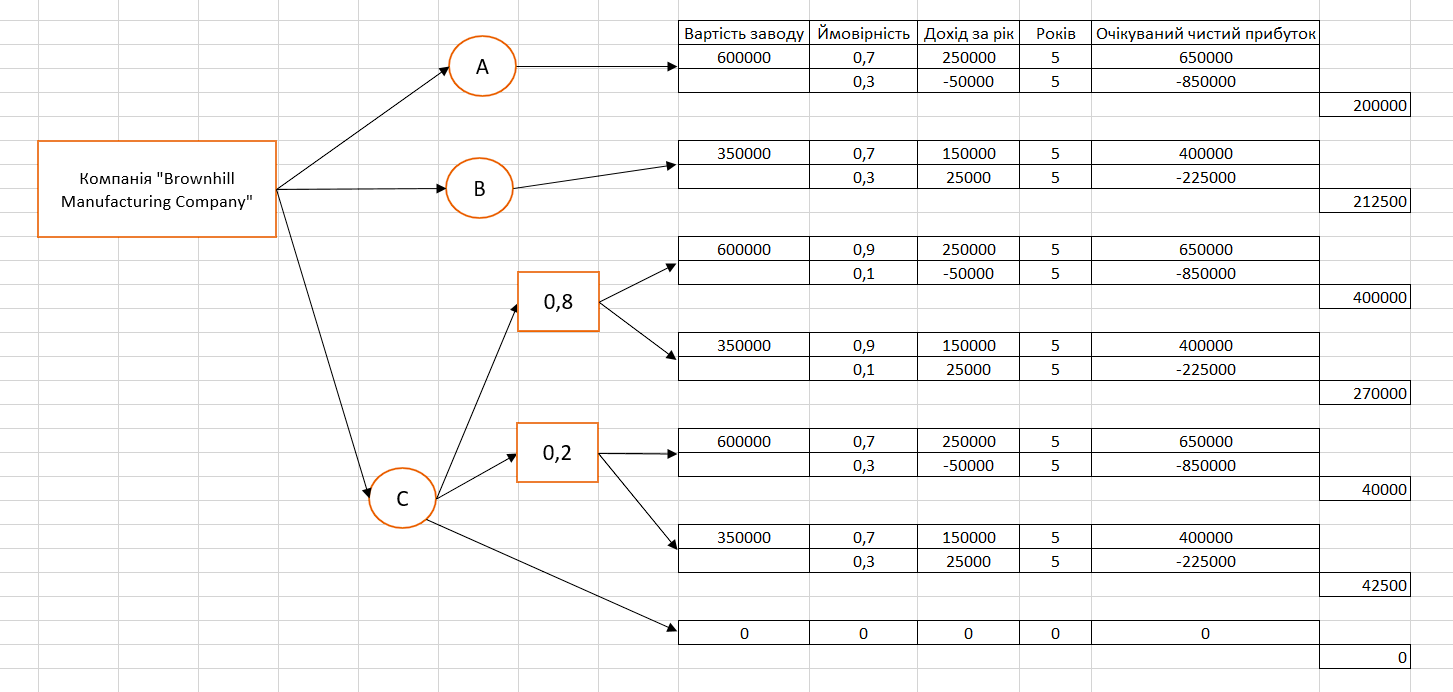 Вартість заводу Ймовірність Дохід за рік Років Очікуваний чистий прибуток
600000 0,7 250000 5 650000
0,3 -50000 5 -850000
200000
A
350000 0,7 150000 5 400000
0,3 25000 5 -225000
212500
B
Компанія "Brownhill
Manufacturing Company"
600000 0,9 250000 5 650000
0,1 -50000 5 -850000
400000
0,8
350000 0,9 150000 5 400000
0,1 25000 5 -225000
270000
600000 0,7 250000 5 650000
0,3 -50000 5 -850000
40000
0,2
C
350000 0,7 150000 5 400000
0,3 25000 5 -225000
42500
0 0 0 0 0
0